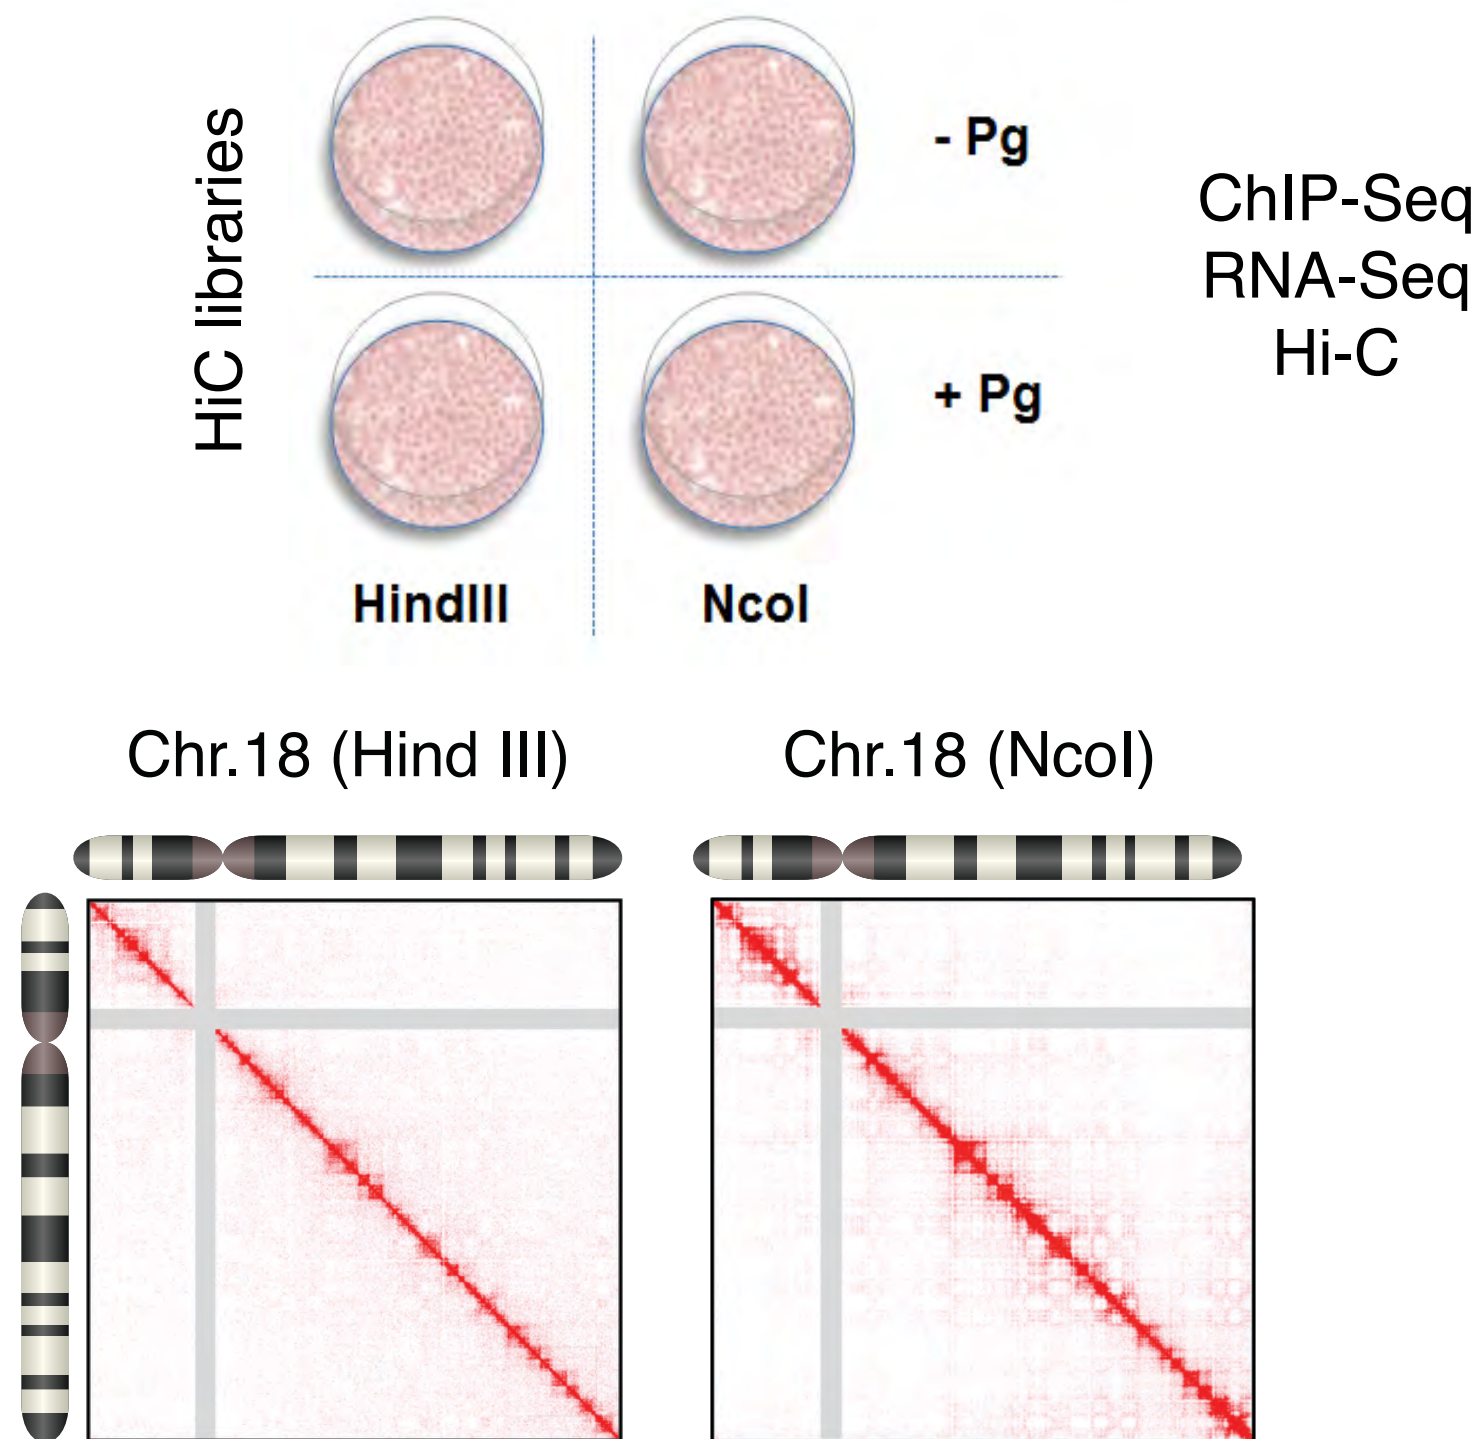 HiC libraries
- Pg
+ Pg
HindIII
NcoI
ChIP-Seq
RNA-Seq
Hi-C
Chr.18 (Hind III)
Chr.18 (NcoI)